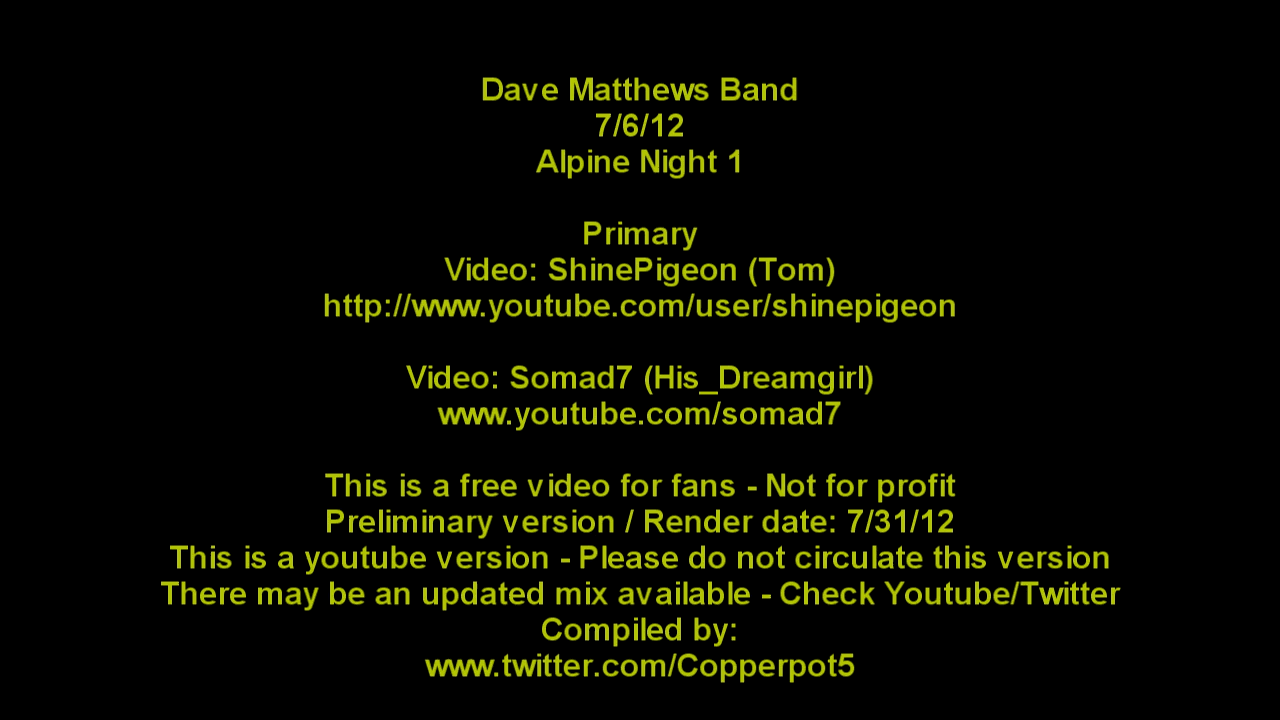 Dave Matthews Band
7/6/12
Alpine Night 1
Primary
Video: ShinePigeon (Tom)
http://www.youtube.com/user/shinepigeon
Video: Somad7 (His_Dreamgirl)
www.youtube.com/somad7
This is a free video for fans - Not for profit
Preliminary version / Render date: 7/31/12
This is a youtube version - Please do not circulate this version
There may be an updated mix available - Check Youtube/Twitter
Compiled by:
www.twitter.com/Copperpot5